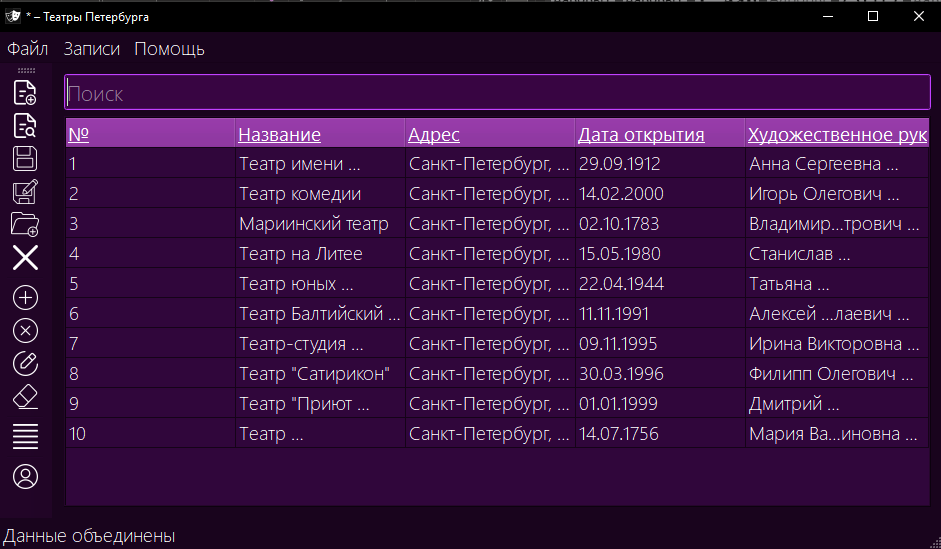 * – Театры Петербурга
Файл Записи Помощь
Поиск
№ Название Адрес Дата открытия Художественное рук
1 Театр имени ... Санкт-Петербург, ... 29.09.1912 Анна Сергеевна ...
2 Театр комедии Санкт-Петербург, ... 14.02.2000 Игорь Олегович ...
3 Мариинский театр Санкт-Петербург, ... 02.10.1783 Владимир...трович ...
4 Театр на Литее Санкт-Петербург, ... 15.05.1980 Станислав ...
5 Театр юных ... Санкт-Петербург, ... 22.04.1944 Татьяна ...
6 Театр Балтийский ... Санкт-Петербург, ... 11.11.1991 Алексей ...лаевич ...
7 Театр-студия ... Санкт-Петербург, ... 09.11.1995 Ирина Викторовна ...
8 Театр "Сатирикон" Санкт-Петербург, ... 30.03.1996 Филипп Олегович ...
9 Театр "Приют ... Санкт-Петербург, ... 01.01.1999 Дмитрий ...
10 Театр ... Санкт-Петербург, ... 14.07.1756 Мария Ва...иновна ...
Данные объединены